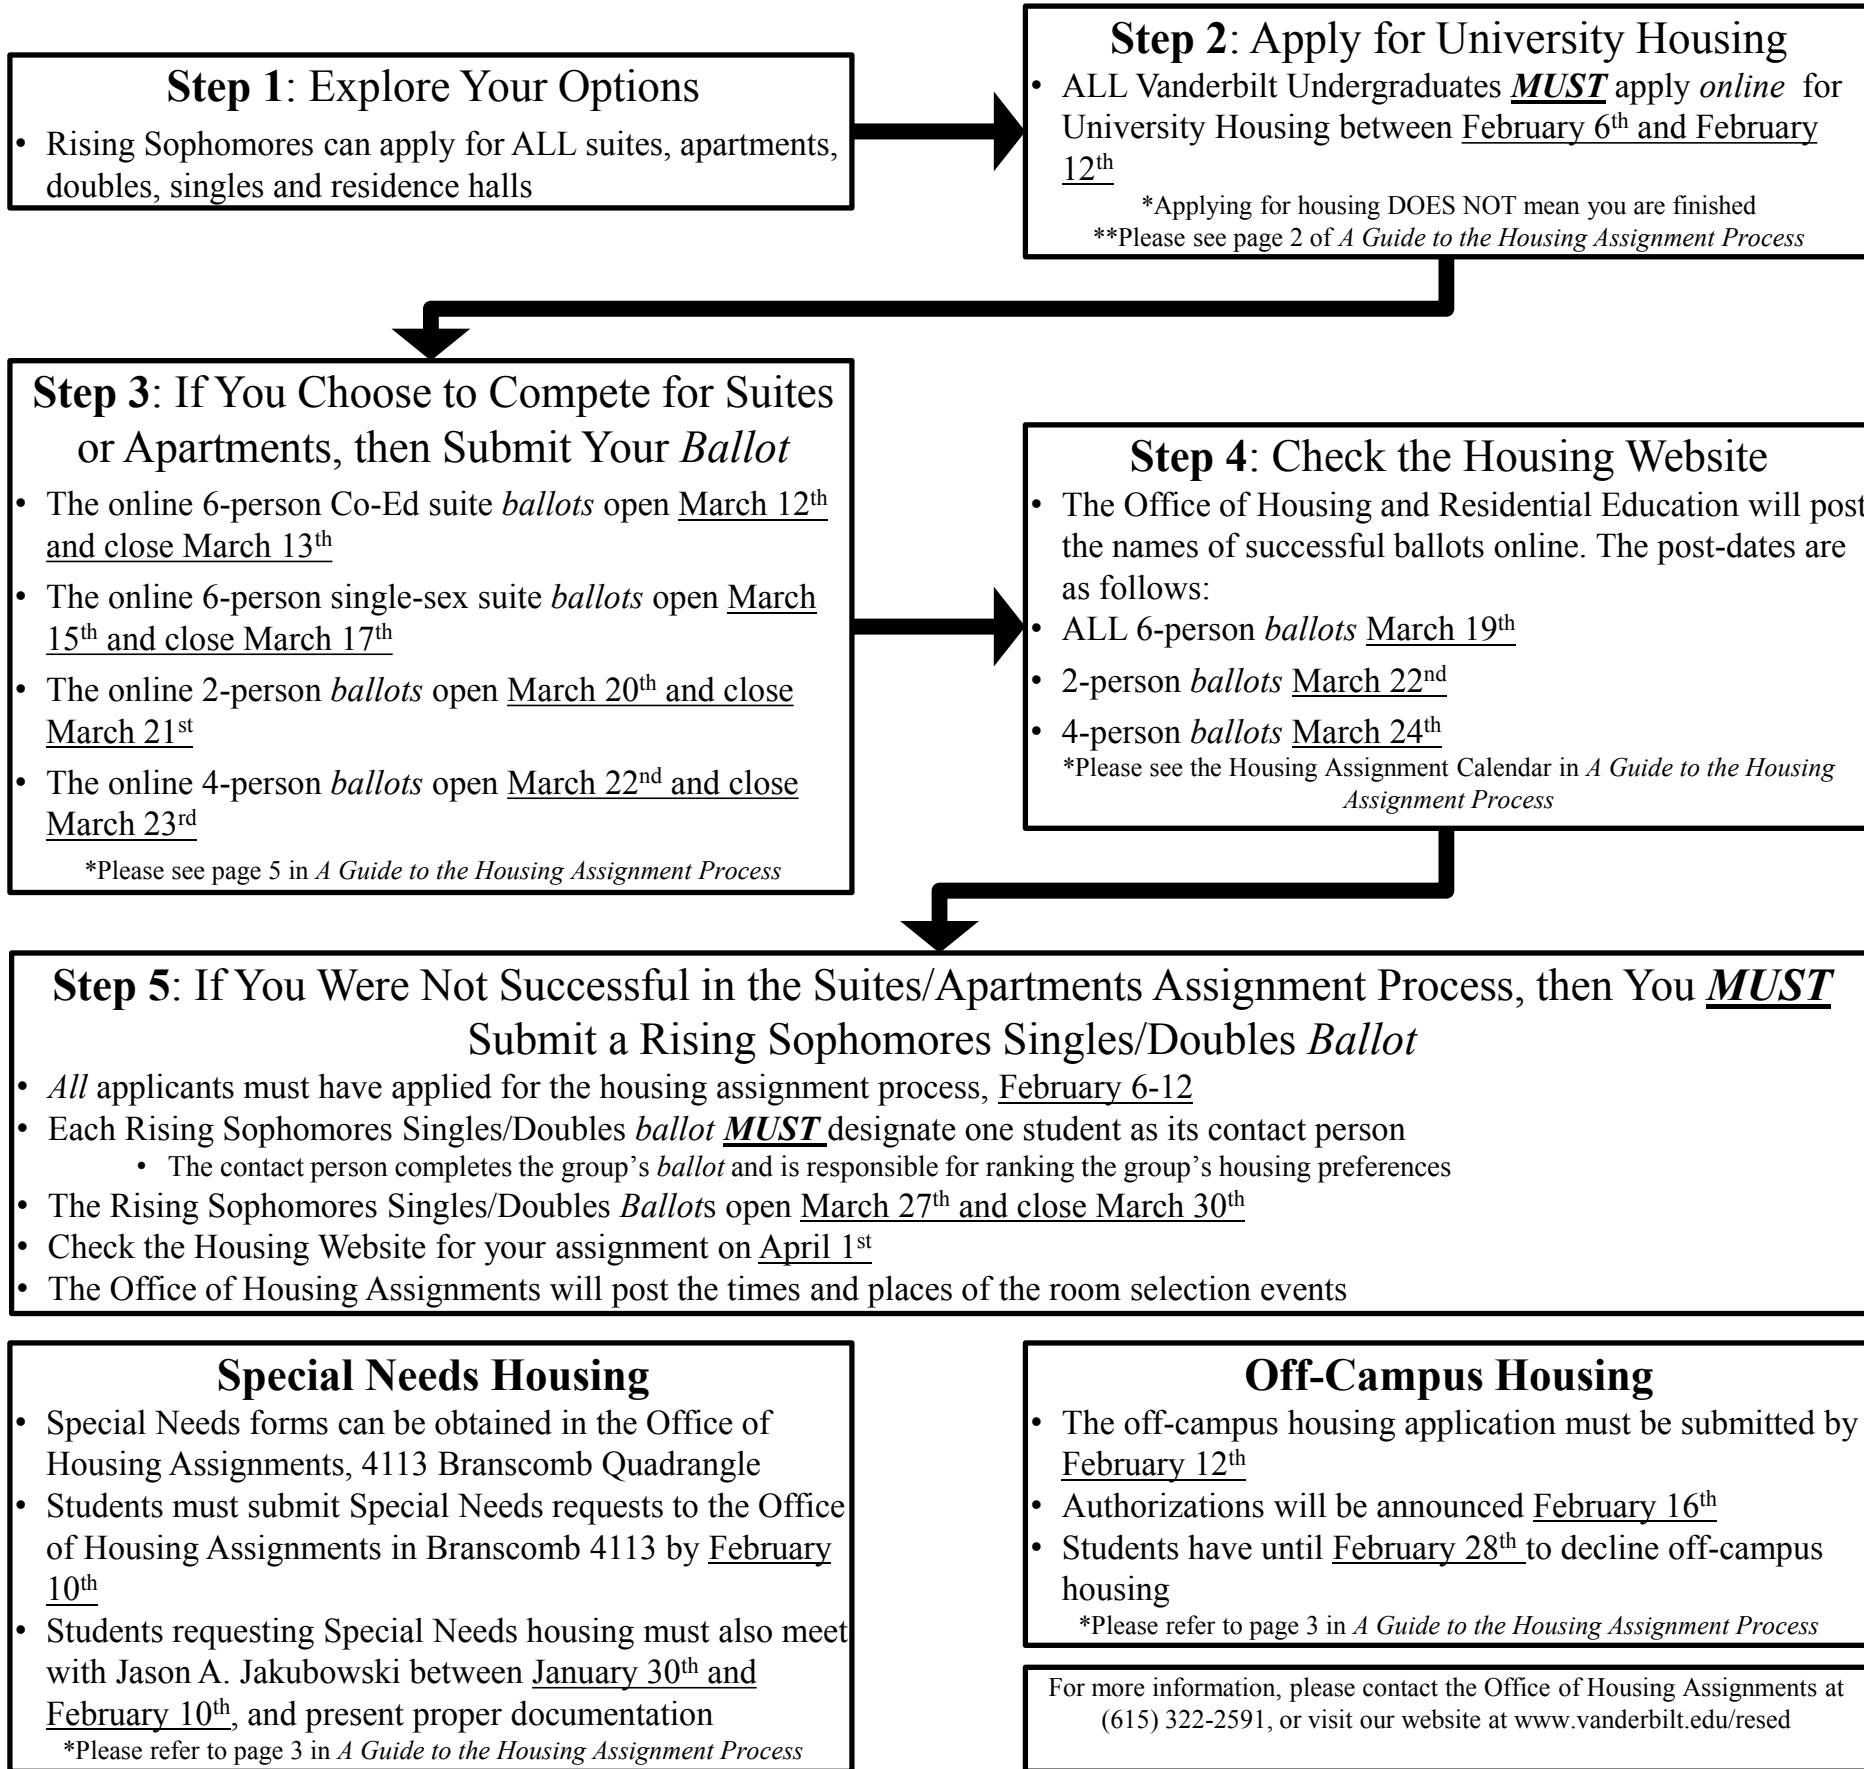 Step 1: Explore Your Options
• Rising Sophomores can apply for ALL suites, apartments,
doubles, singles and residence halls
Step 2: Apply for University Housing
• ALL Vanderbilt Undergraduates MUST apply online for
University Housing between February 6th and February
12th
*Applying for housing DOES NOT mean you are finished
**Please see page 2 of A Guide to the Housing Assignment Process
Step 3: If You Choose to Compete for Suites
or Apartments, then Submit Your Ballot
• The online 6-person Co-Ed suite ballots open March 12th
and close March 13th
• The online 6-person single-sex suite ballots open March
15th and close March 17th
• The online 2-person ballots open March 20th and close
March 21st
• The online 4-person ballots open March 22nd and close
March 23rd
*Please see page 5 in A Guide to the Housing Assignment Process
Step 4: Check the Housing Website
• The Office of Housing and Residential Education will post
the names of successful ballots online. The post-dates are
as follows:
• ALL 6-person ballots March 19th
• 2-person ballots March 22nd
• 4-person ballots March 24th
*Please see the Housing Assignment Calendar in A Guide to the Housing
Assignment Process
Step 5: If You Were Not Successful in the Suites/Apartments Assignment Process, then You MUST
Submit a Rising Sophomores Singles/Doubles Ballot
• All applicants must have applied for the housing assignment process, February 6-12
• Each Rising Sophomores Singles/Doubles ballot MUST designate one student as its contact person
• The contact person completes the group’s ballot and is responsible for ranking the group’s housing preferences
• The Rising Sophomores Singles/Doubles Ballots open March 27th and close March 30th
• Check the Housing Website for your assignment on April 1st
• The Office of Housing Assignments will post the times and places of the room selection events
Special Needs Housing
• Special Needs forms can be obtained in the Office of
Housing Assignments, 4113 Branscomb Quadrangle
• Students must submit Special Needs requests to the Office
of Housing Assignments in Branscomb 4113 by February
10th
• Students requesting Special Needs housing must also meet
with Jason A. Jakubowski between January 30th and
February 10th, and present proper documentation
*Please refer to page 3 in A Guide to the Housing Assignment Process
Off-Campus Housing
• The off-campus housing application must be submitted by
February 12th
• Authorizations will be announced February 16th
• Students have until February 28th to decline off-campus
housing
*Please refer to page 3 in A Guide to the Housing Assignment Process
For more information, please contact the Office of Housing Assignments at
(615) 322-2591, or visit our website at www.vanderbilt.edu/resed